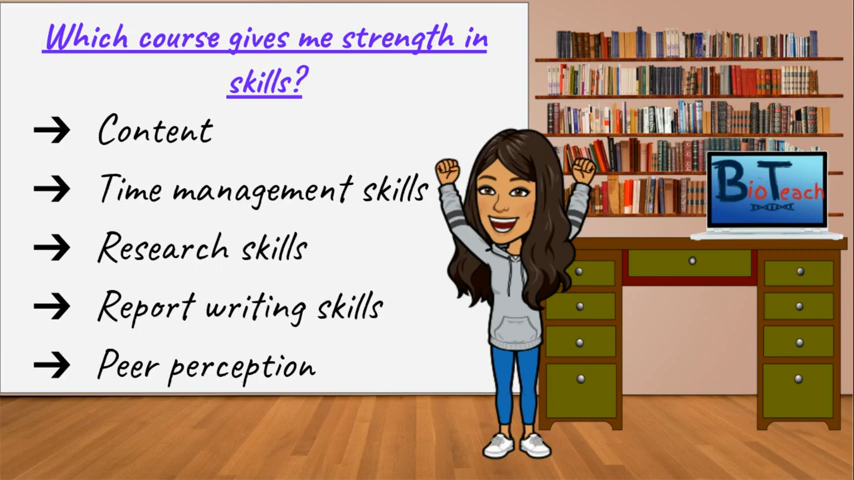 Which course gives me strength in
skills?
→ Content
→ Time management skills
→ Research skills
→ Report writing skills
→ Peer perception
BioTeach